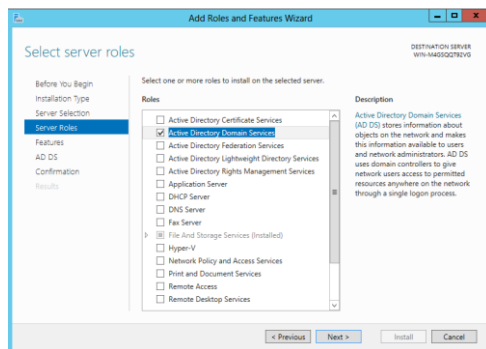 Add Roles and Features Wizard
Select server roles
DESTINATION SERVER
WIN-M4GSQQT92VG
Before You Begin
Installation Type
Server Selection
Server Roles
Features
AD DS
Confirmation
Results
Select one or more roles to install on the selected server.
Roles
Active Directory Certificate Services
Active Directory Domain Services
Active Directory Federation Services
Active Directory Lightweight Directory Services
Active Directory Rights Management Services
Application Server
DHCP Server
DNS Server
Fax Server
File And Storage Services (Installed)
Hyper-V
Network Policy and Access Services
Print and Document Services
Remote Access
Remote Desktop Services
Description
Active Directory Domain Services
(AD DS) stores information about
objects on the network and makes
this information available to users
and network administrators. AD DS
uses domain controllers to give
network users access to permitted
resources anywhere on the network
through a single logon process.
< Previous
Next >
Install
Cancel